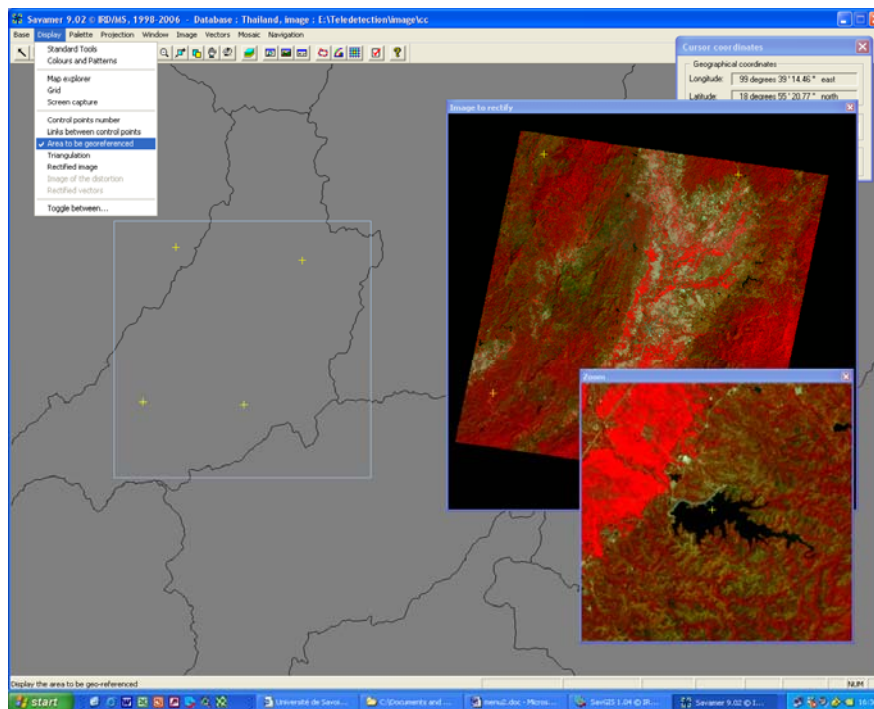 Savamer 9.02 © IRD/MS, 1998-2006 - Database : Thailand, image : E:\Teledetection\image\cc
Base Display Palette Projection Window Image Vectors Mosaic Navigation
Standard Tools
Colours and Patterns
Map explorer
Grid
Screen capture
Control points number
Links between control points
Area to be georeferenced
Triangulation
Rectified image
Image of the distortion
Rectified vectors
Toggle between...
Cursor coordinates
Geographical coordinates
Longitude: 99 degrees 39 ' 14.46 " east
Latitude: 18 degrees 55 ' 20.77 " north
Image to rectify
Zoom
Display the area to be geo-referenced
NUM
start
Université de Savoi...
C:\Documents and ...
menu2.doc - Micros...
SavGIS 1.04 © IR...
Savamer 9.02 © I...